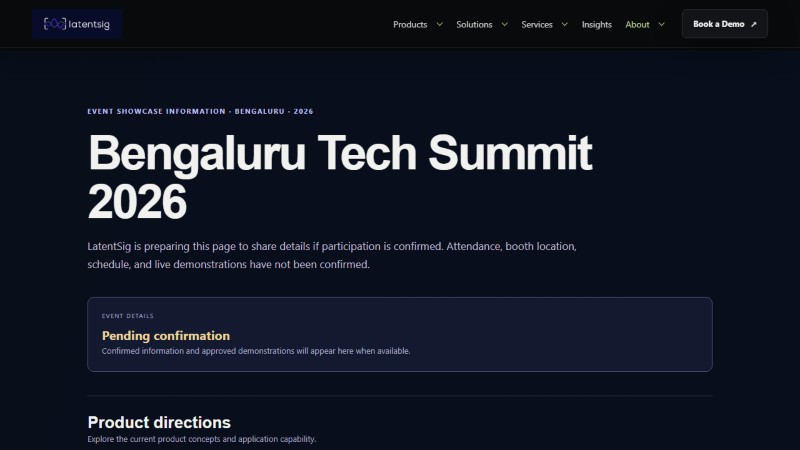 latentsig
Products
Solutions
Services
Insights
About
Book a Demo ↗
EVENT SHOWCASE INFORMATION · BENGALURU · 2026
Bengaluru Tech Summit
2026
LatentSig is preparing this page to share details if participation is confirmed. Attendance, booth location,
schedule, and live demonstrations have not been confirmed.
EVENT DETAILS
Pending confirmation
Confirmed information and approved demonstrations will appear here when available.
Product directions
Explore the current product concepts and application capability.